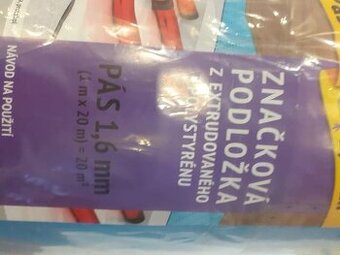 ZNAČKOVÁ
PODLOŽKA
Z EXTRUDOVANÉHO
POLYSTYRÉNU
PÁS 1,6 mm
(1 m x 20 m) = 20 m²
NÁVOD NA POUŽITÍ